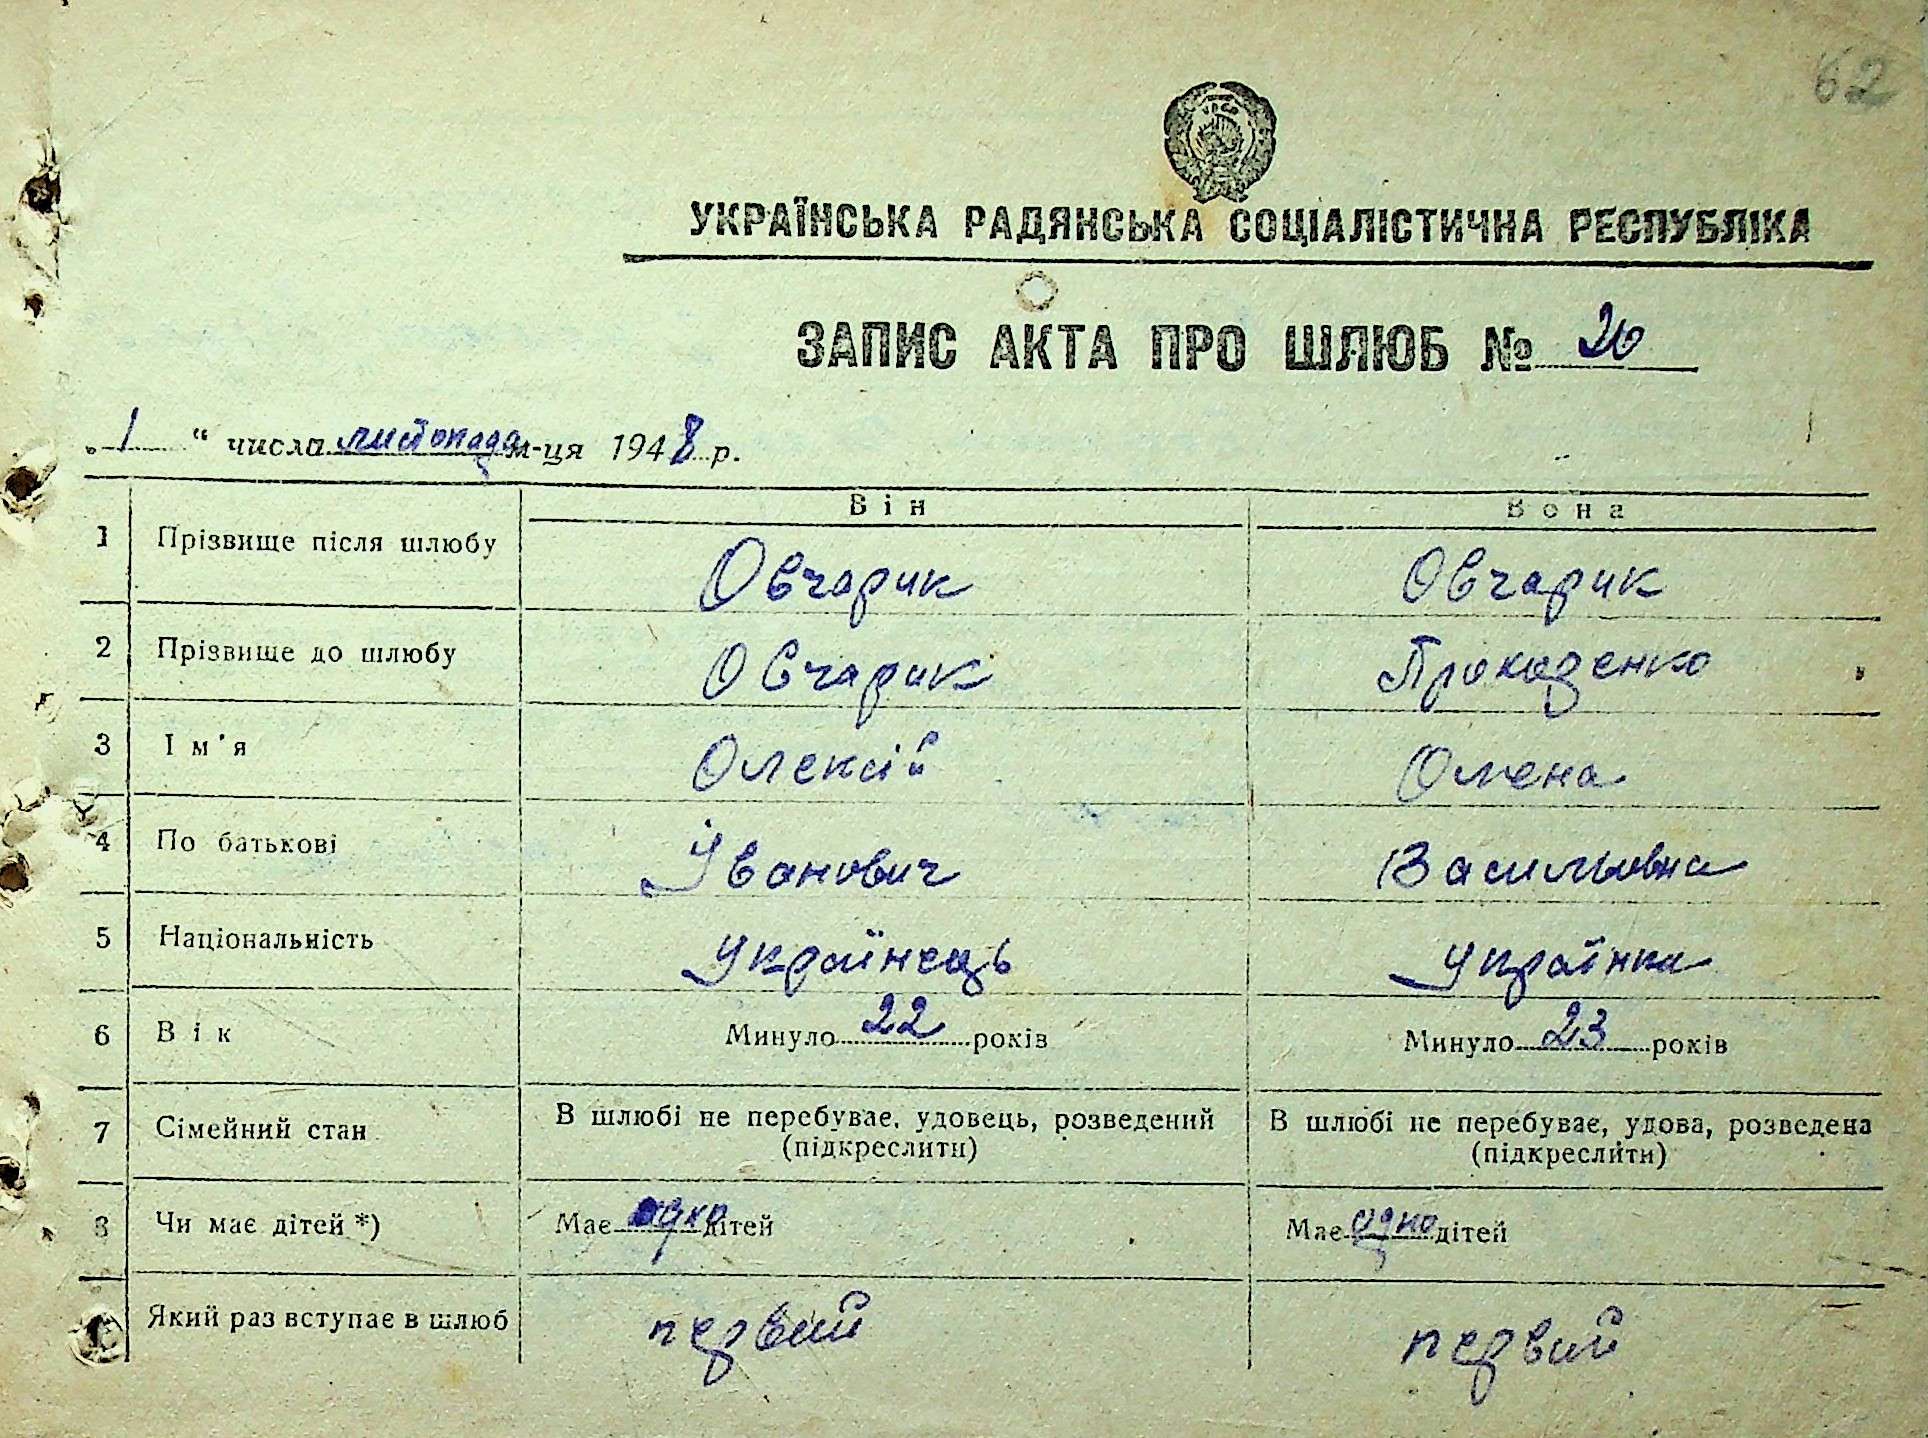 62
УРСР
УКРАЇНСЬКА РАДЯНСЬКА СОЦІАЛІСТИЧНА РЕСПУБЛІКА
ЗАПИС АКТА ПРО ШЛЮБ № 20
„ 1 “ числа листопада м-ця 1948 р.
Він Вона
1 Прізвище після шлюбу Овчарик Овчарик
2 Прізвище до шлюбу Овчарик
3 Ім'я Олексій Олена
4 По батькові Іванович Васильовна
5 Національність Українець Українка
6 Вік Минуло 22 років Минуло 23 років
7 Сімейний стан В шлюбі не перебуває, удовець, розведений В шлюбі не перебуває, удова, розведена
(підкреслити) (підкреслити)
8 Чи має дітей *) Має одно дітей Має одно дітей
Який раз вступає в шлюб первий первий